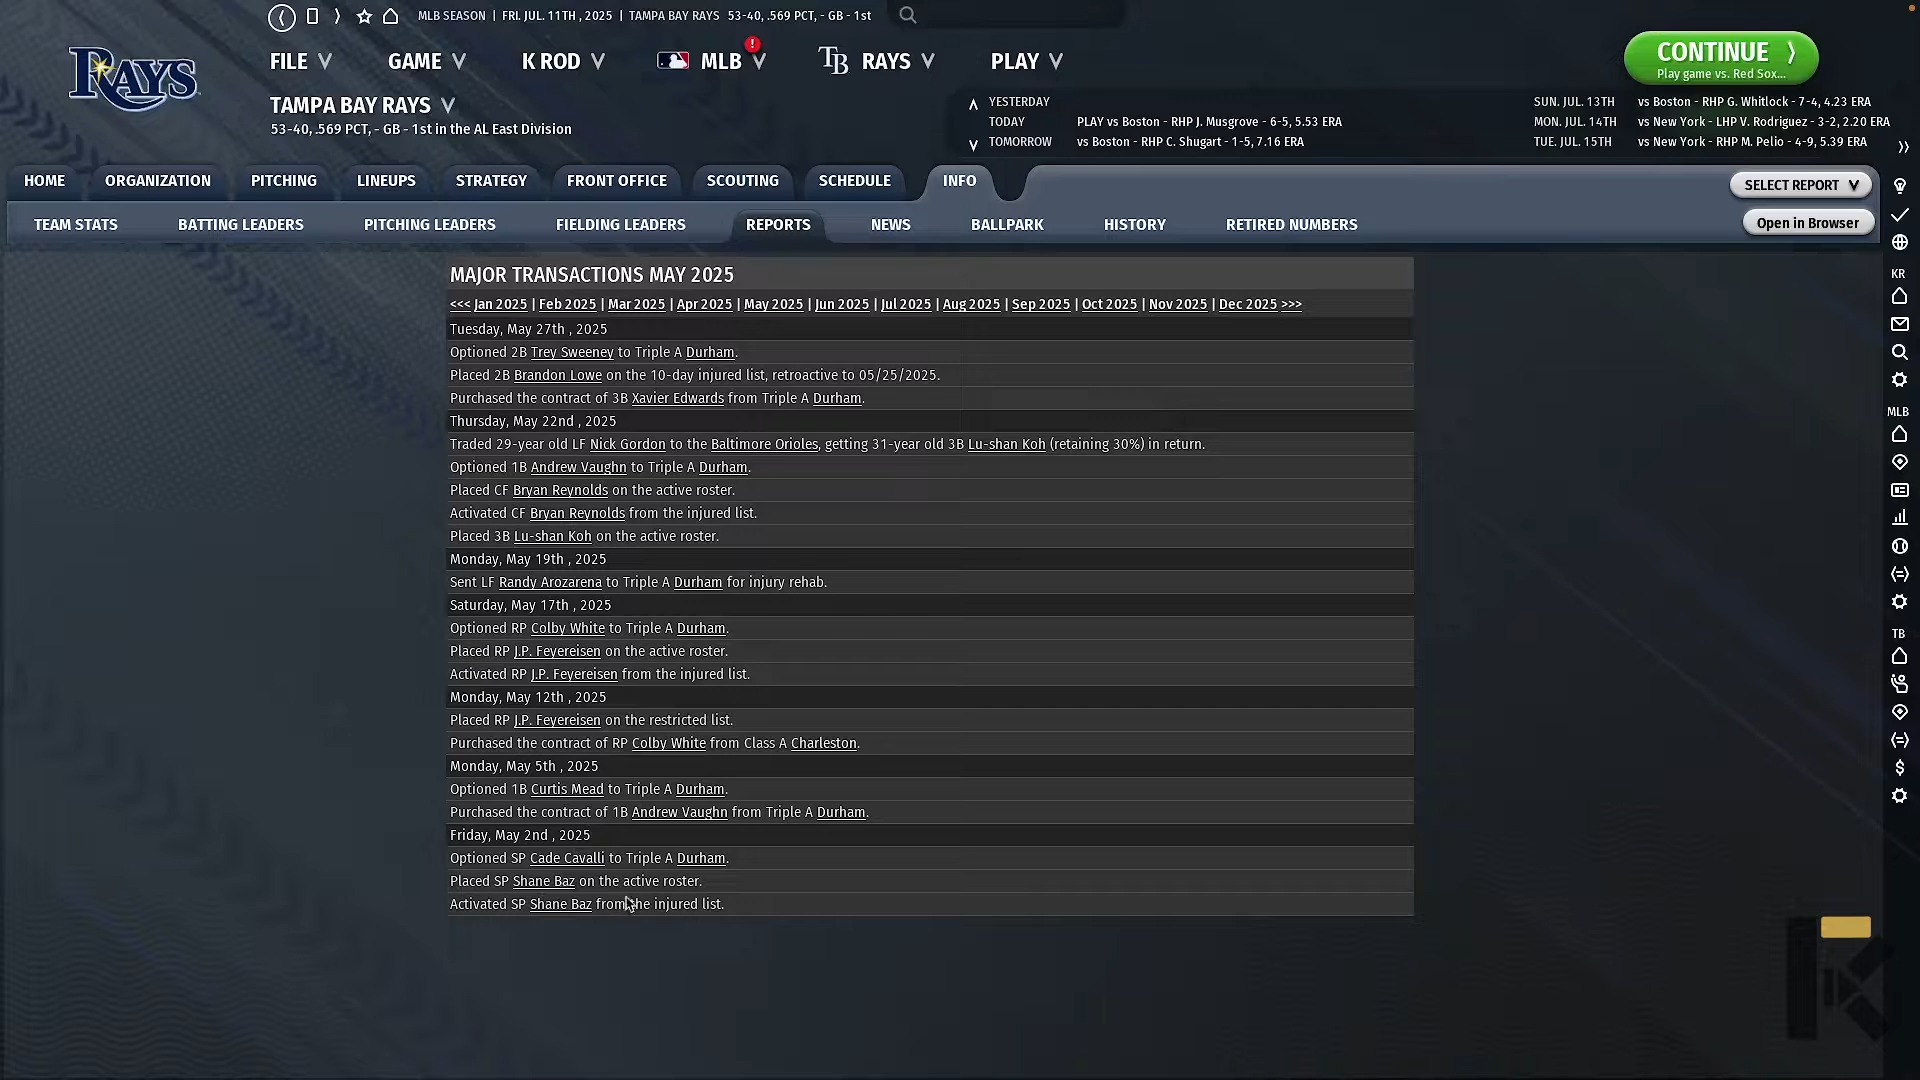 MLB SEASON | FRI. JUL. 11TH , 2025 | TAMPA BAY RAYS 53-40, .569 PCT, - GB - 1st
RAYS
FILE GAME K ROD MLB ! TB RAYS PLAY
CONTINUE
Play game vs. Red Sox...
TAMPA BAY RAYS
53-40, .569 PCT, - GB - 1st in the AL East Division
YESTERDAY
TODAY PLAY vs Boston - RHP J. Musgrove - 6-5, 5.53 ERA
TOMORROW vs Boston - RHP C. Shugart - 1-5, 7.16 ERA
SUN. JUL. 13TH vs Boston - RHP G. Whitlock - 7-4, 4.23 ERA
MON. JUL. 14TH vs New York - LHP V. Rodriguez - 3-2, 2.20 ERA
TUE. JUL. 15TH vs New York - RHP M. Pelio - 4-9, 5.39 ERA
HOME ORGANIZATION PITCHING LINEUPS STRATEGY FRONT OFFICE SCOUTING SCHEDULE INFO
SELECT REPORT
TEAM STATS BATTING LEADERS PITCHING LEADERS FIELDING LEADERS REPORTS NEWS BALLPARK HISTORY RETIRED NUMBERS
Open in Browser
MAJOR TRANSACTIONS MAY 2025
<<< Jan 2025 | Feb 2025 | Mar 2025 | Apr 2025 | May 2025 | Jun 2025 | Jul 2025 | Aug 2025 | Sep 2025 | Oct 2025 | Nov 2025 | Dec 2025 >>>
Tuesday, May 27th , 2025
Optioned 2B Trey Sweeney to Triple A Durham.
Placed 2B Brandon Lowe on the 10-day injured list, retroactive to 05/25/2025.
Purchased the contract of 3B Xavier Edwards from Triple A Durham.
Thursday, May 22nd , 2025
Traded 29-year old LF Nick Gordon to the Baltimore Orioles, getting 31-year old 3B Lu-shan Koh (retaining 30%) in return.
Optioned 1B Andrew Vaughn to Triple A Durham.
Placed CF Bryan Reynolds on the active roster.
Activated CF Bryan Reynolds from the injured list.
Placed 3B Lu-shan Koh on the active roster.
Monday, May 19th , 2025
Sent LF Randy Arozarena to Triple A Durham for injury rehab.
Saturday, May 17th , 2025
Optioned RP Colby White to Triple A Durham.
Placed RP J.P. Feyereisen on the active roster.
Activated RP J.P. Feyereisen from the injured list.
Monday, May 12th , 2025
Placed RP J.P. Feyereisen on the restricted list.
Purchased the contract of RP Colby White from Class A Charleston.
Monday, May 5th , 2025
Optioned 1B Curtis Mead to Triple A Durham.
Purchased the contract of 1B Andrew Vaughn from Triple A Durham.
Friday, May 2nd , 2025
Optioned SP Cade Cavalli to Triple A Durham.
Placed SP Shane Baz on the active roster.
Activated SP Shane Baz from the injured list.
KR
MLB
TB
$